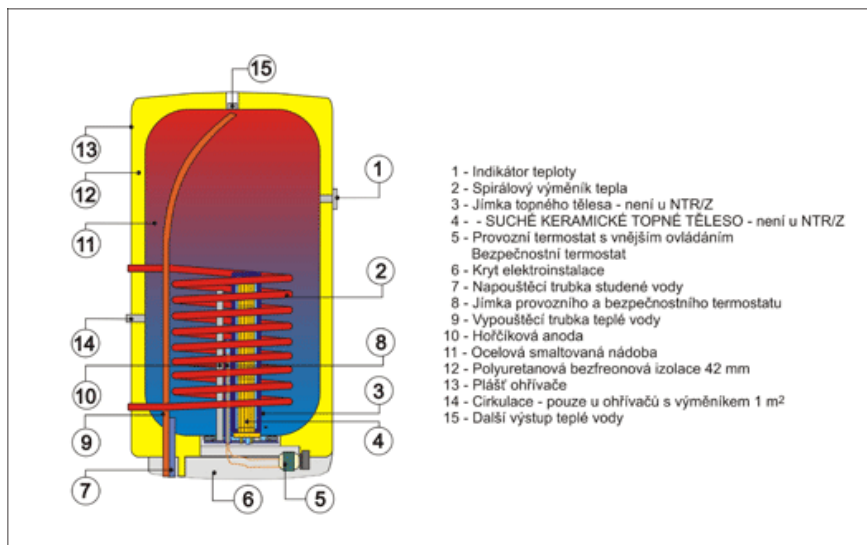 15
13
12
11
14
10
9
7
6
5
4
3
8
2
1
1 - Indikátor teploty
2 - Spirálový výměník tepla
3 - Jímka topného tělesa - není u NTR/Z
4 - - SUCHÉ KERAMICKÉ TOPNÉ TĚLESO - není u NTR/Z
5 - Provozní termostat s vnějším ovládáním
Bezpečnostní termostat
6 - Kryt elektroinstalace
7 - Napouštěcí trubka studené vody
8 - Jímka provozního a bezpečnostního termostatu
9 - Vypouštěcí trubka teplé vody
10 - Hořčíková anoda
11 - Ocelová smaltovaná nádoba
12 - Polyuretanová bezfreonová izolace 42 mm
13 - Plášť ohřívače
14 - Cirkulace - pouze u ohřívačů s výměníkem 1 m²
15 - Další výstup teplé vody